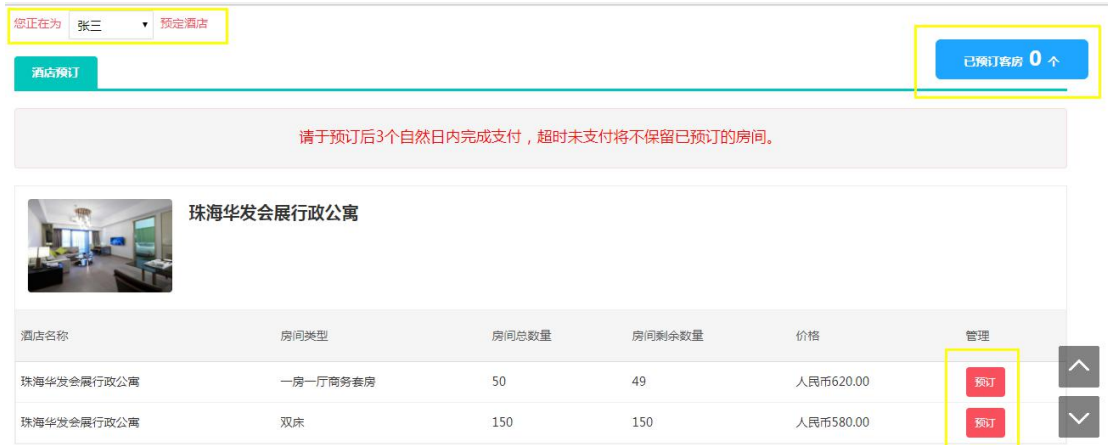 您正在为 张三 预定酒店
已预订客房 0 个
酒店预订
请于预订后3个自然日内完成支付，超时未支付将不保留已预订的房间。
珠海华发会展行政公寓
酒店名称 房间类型 房间总数量 房间剩余数量 价格 管理
珠海华发会展行政公寓 一房一厅商务套房 50 49 人民币620.00 预订
珠海华发会展行政公寓 双床 150 150 人民币580.00 预订